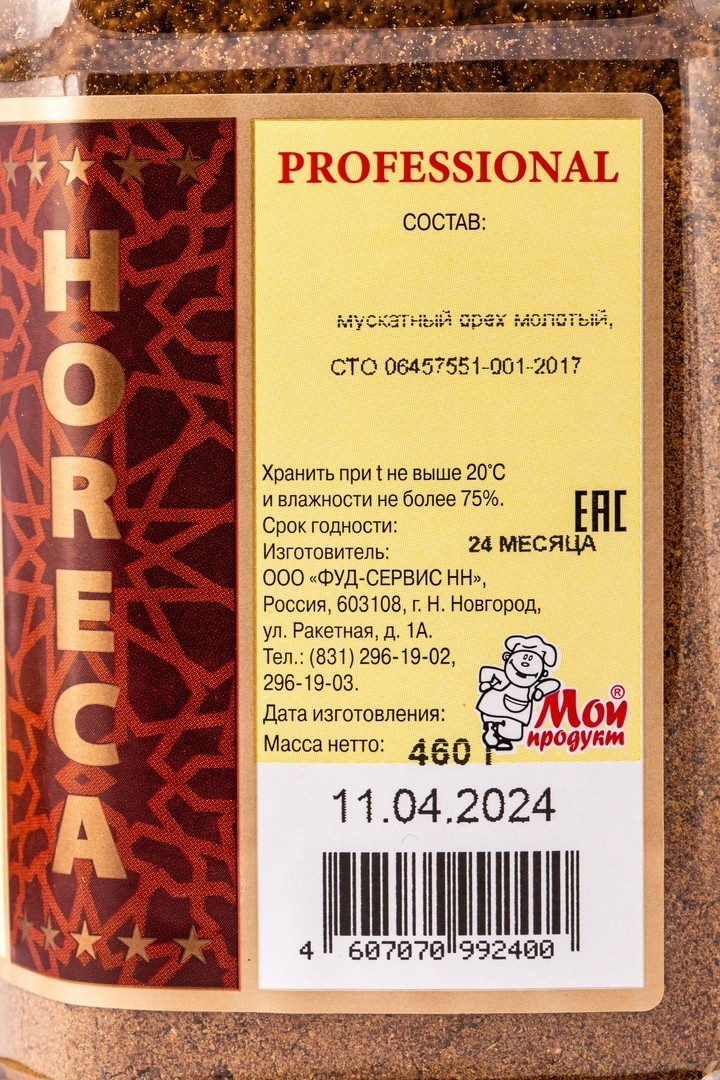 HORECA
PROFESSIONAL
СОСТАВ:
мускатный орех молотый,
СТО 06457551-001-2017
Хранить при t не выше 20°С
и влажности не более 75%.
EAC
Срок годности:
24 МЕСЯЦА
Изготовитель:
ООО «ФУД-СЕРВИС НН»,
Россия, 603108, г. Н. Новгород,
ул. Ракетная, д. 1А.
Тел.: (831) 296-19-02,
296-19-03.
Дата изготовления:
Мой®
продукт
Масса нетто: 460 г
11.04.2024
4 607070 992400